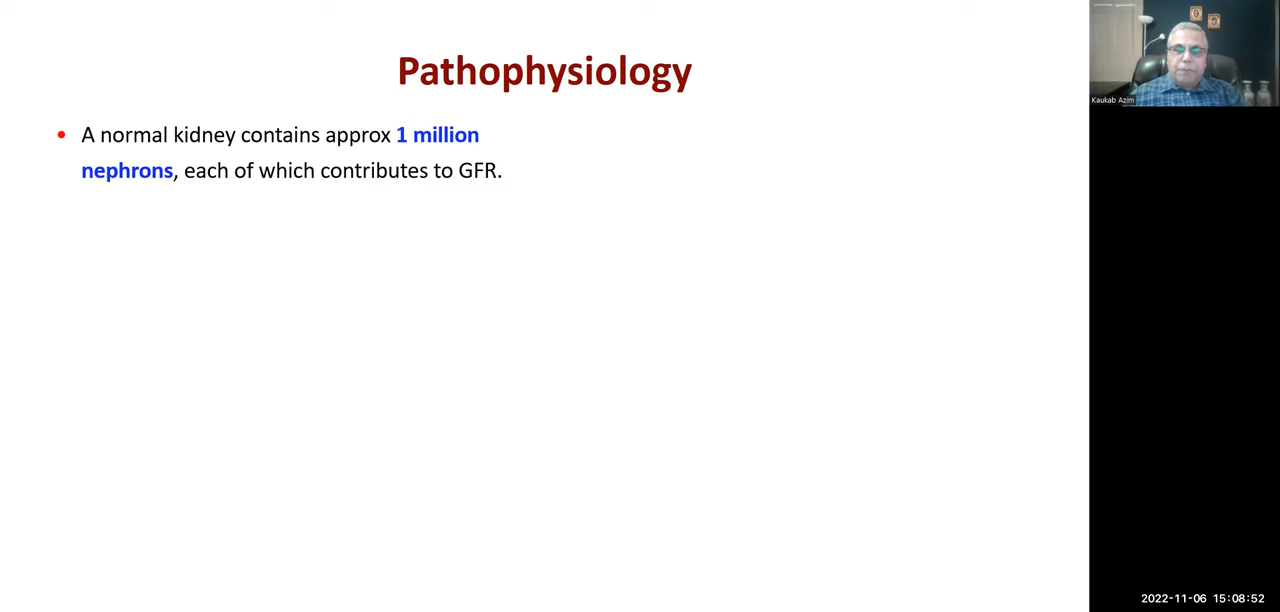 Pathophysiology
• A normal kidney contains approx 1 million
nephrons, each of which contributes to GFR.
Kaukab Azim
2022-11-06 15:08:52